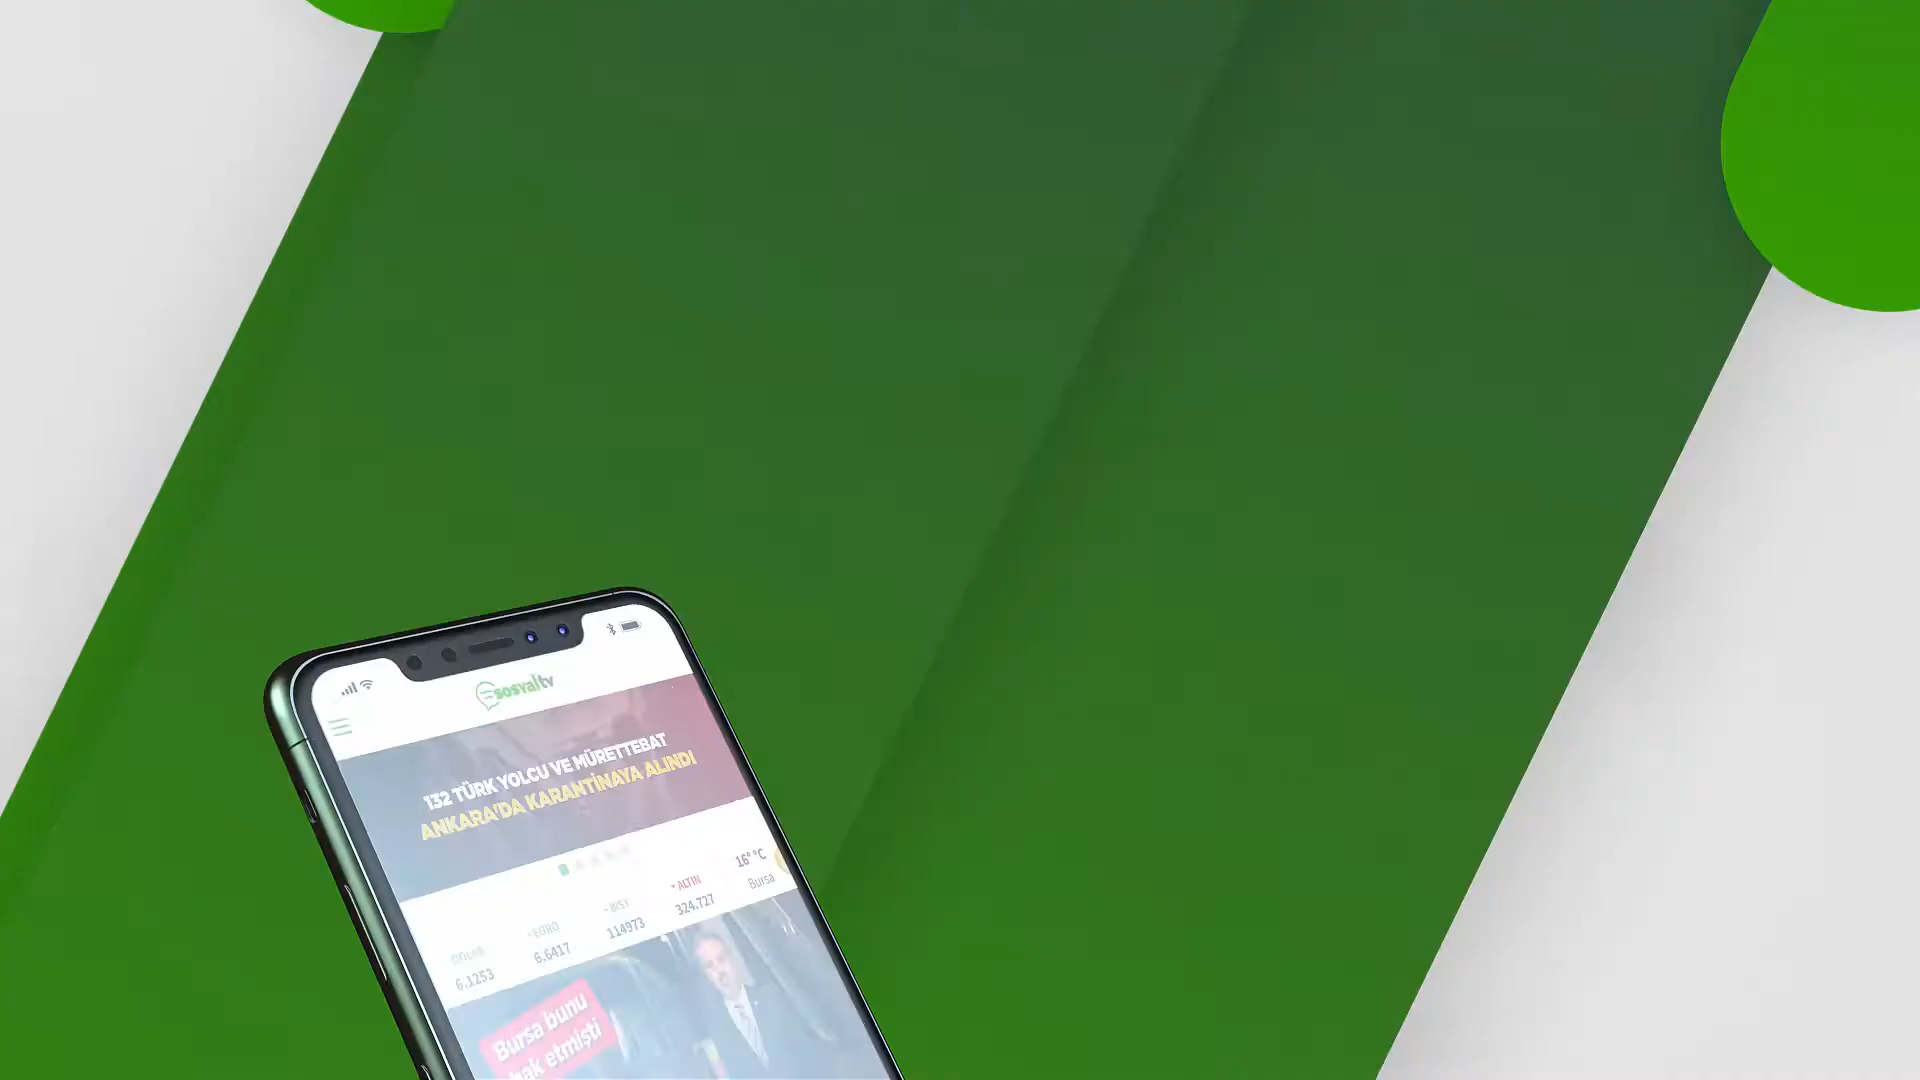 sosyaltv
132 TÜRK YOLCU VE MÜRETTEBAT
ANKARA'DA KARANTİNAYA ALINDI
DOLAR
6.1253
EURO
6.6417
BIST
114973
ALTIN
324.727
16° °C
Bursa
Bursa bunu
hak etmişti